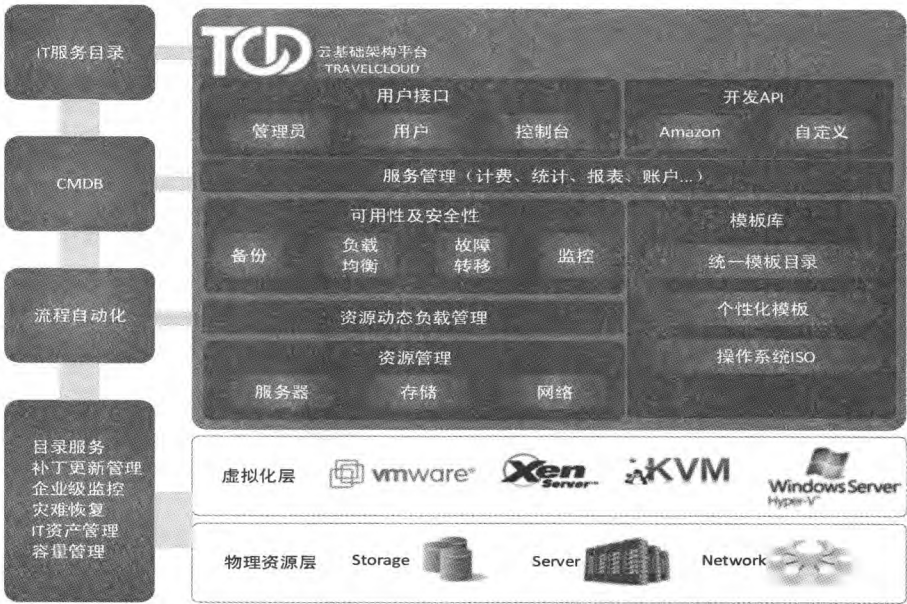 IT服务目录
CMDB
流程自动化
目录服务
补丁更新管理
企业级监控
灾难恢复
IT资产管理
容量管理
TCD
云基础架构平台
TRAVELCLOUD
用户接口
管理员 用户 控制台
开发API
Amazon 自定义
服务管理（计费、统计、报表、账户...）
可用性及安全性
备份 负载均衡 故障转移 监控
资源动态负载管理
资源管理
服务器 存储 网络
模板库
统一模板目录
个性化模板
操作系统ISO
虚拟化层 vmware Xen Server KVM Windows Server Hyper-V
物理资源层 Storage Server Network